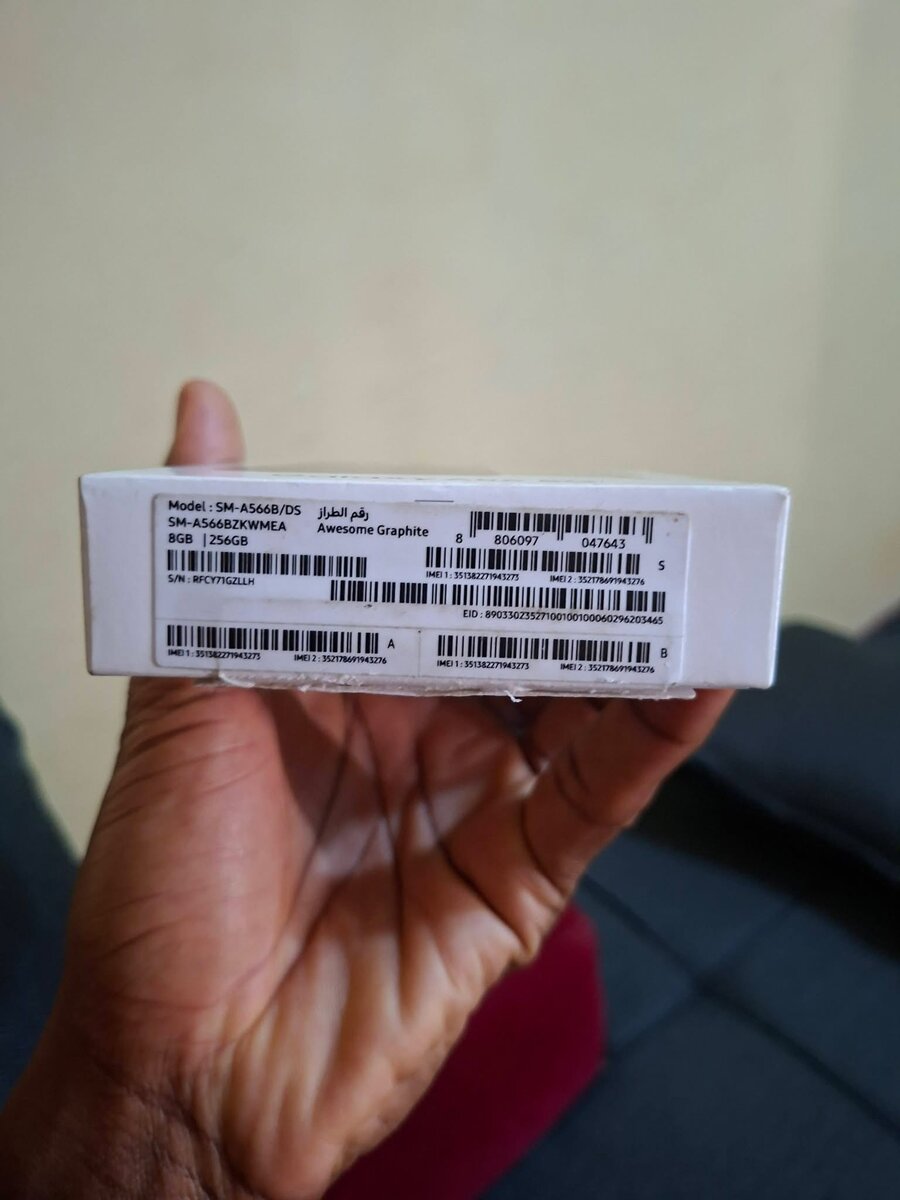 Model : SM-A566B/DS
رقم الطراز
SM-A566BZKWMEA
Awesome Graphite
8GB | 256GB
8 806097 047643
S
IMEI 1 : 351382271943273 IMEI 2 : 352178691943276
S/N : RFCY71GZLLH
EID : 89033023527100100100060296203465
A
IMEI 1 : 351382271943273 IMEI 2 : 352178691943276
B
IMEI 1 : 351382271943273 IMEI 2 : 352178691943276